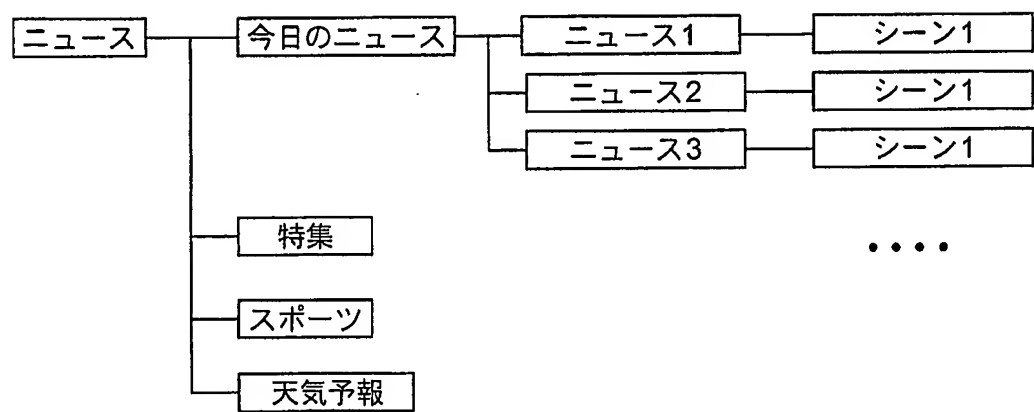 ニュース
今日のニュース
ニュース1
シーン1
ニュース2
シーン1
ニュース3
シーン1
特集
・・・・
スポーツ
天気予報